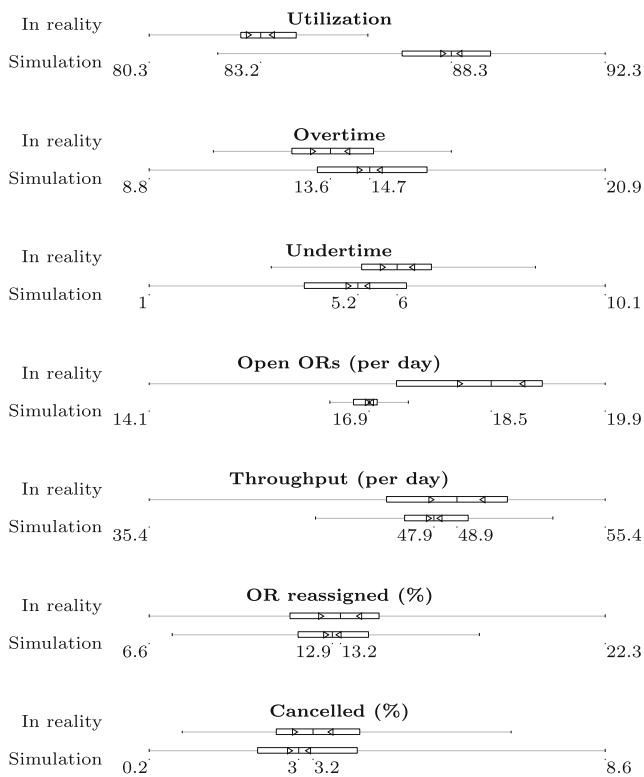 Utilization
In reality
Simulation
80.3 83.2 88.3 92.3
Overtime
In reality
Simulation
8.8 13.6 14.7 20.9
Undertime
In reality
Simulation
1 5.2 6 10.1
Open ORs (per day)
In reality
Simulation
14.1 16.9 18.5 19.9
Throughput (per day)
In reality
Simulation
35.4 47.9 48.9 55.4
OR reassigned (%)
In reality
Simulation
6.6 12.9 13.2 22.3
Cancelled (%)
In reality
Simulation
0.2 3 3.2 8.6